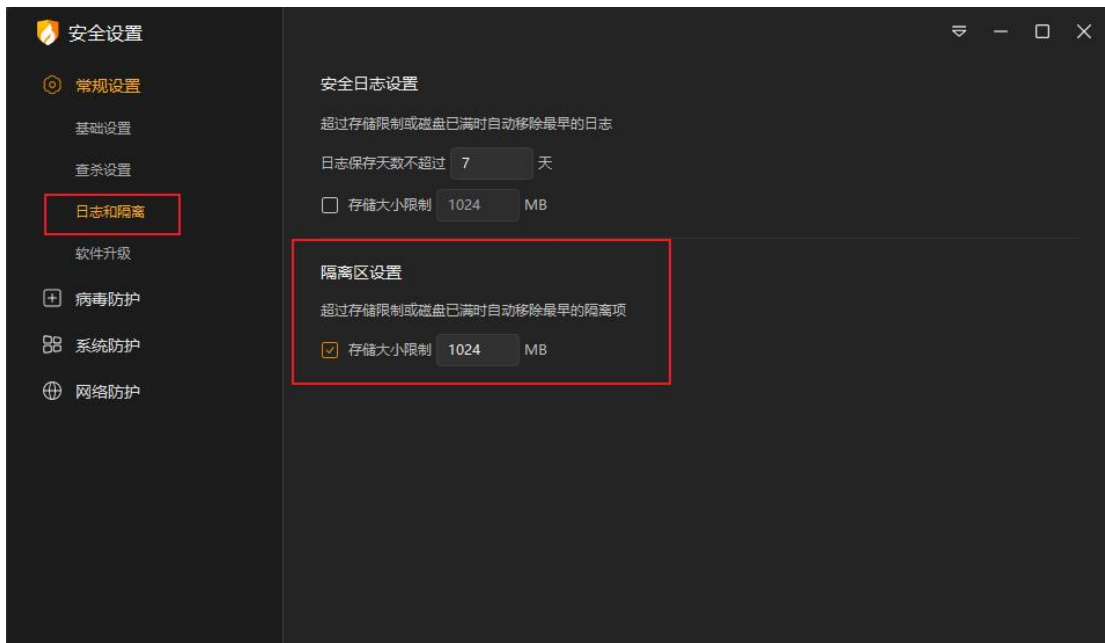 安全设置
常规设置
基础设置
查杀设置
日志和隔离
软件升级
病毒防护
系统防护
网络防护
安全日志设置
超过存储限制或磁盘已满时自动移除最早的日志
日志保存天数不超过 7 天
存储大小限制 1024 MB
隔离区设置
超过存储限制或磁盘已满时自动移除最早的隔离项
存储大小限制 1024 MB